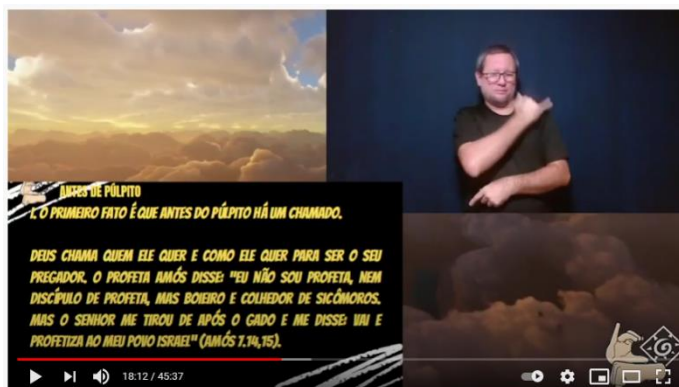 ANTES DE PÚLPITO
I. O PRIMEIRO FATO É QUE ANTES DO PÚLPITO HÁ UM CHAMADO.
DEUS CHAMA QUEM ELE QUER E COMO ELE QUER PARA SER O SEU
PREGADOR. O PROFETA AMÓS DISSE: "EU NÃO SOU PROFETA, NEM
DISCÍPULO DE PROFETA, MAS BOIEIRO E COLHEDOR DE SICÔMOROS.
MAS O SENHOR ME TIROU DE APÓS O GADO E ME DISSE: VAI E
PROFETIZA AO MEU POVO ISRAEL" (AMÓS 7.14,15).
18:12 / 45:37